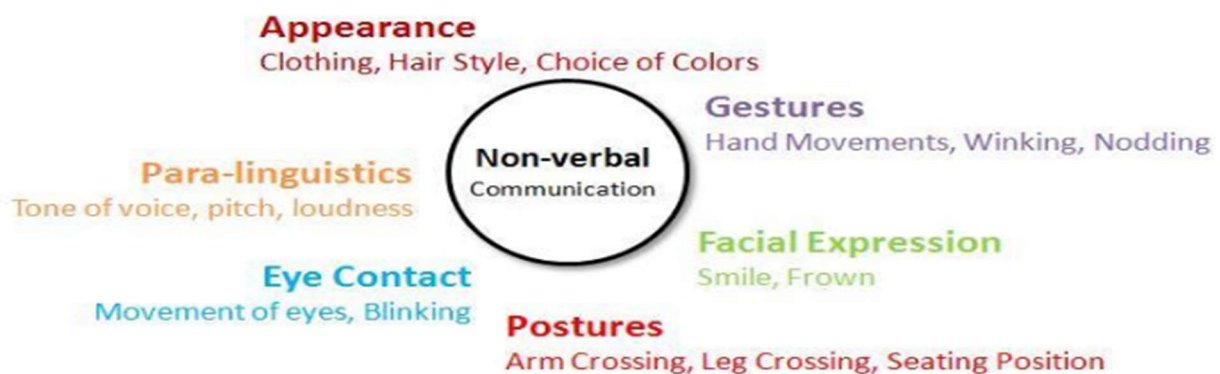 Appearance
Clothing, Hair Style, Choice of Colors
Gestures
Hand Movements, Winking, Nodding
Non-verbal
Communication
Para-linguistics
Tone of voice, pitch, loudness
Facial Expression
Smile, Frown
Eye Contact
Movement of eyes, Blinking
Postures
Arm Crossing, Leg Crossing, Seating Position